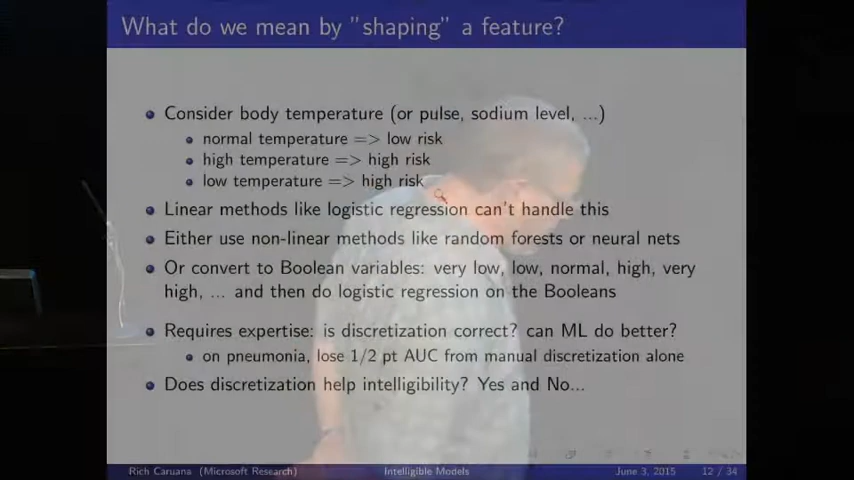 What do we mean by "shaping" a feature?
Consider body temperature (or pulse, sodium level, ...)
normal temperature => low risk
high temperature => high risk
low temperature => high risk
Linear methods like logistic regression can't handle this
Either use non-linear methods like random forests or neural nets
Or convert to Boolean variables: very low, low, normal, high, very
high, ... and then do logistic regression on the Booleans
Requires expertise: is discretization correct? can ML do better?
on pneumonia, lose 1/2 pt AUC from manual discretization alone
Does discretization help intelligibility? Yes and No...
Rich Caruana (Microsoft Research)
Intelligible Models
June 3, 2015
12 / 34